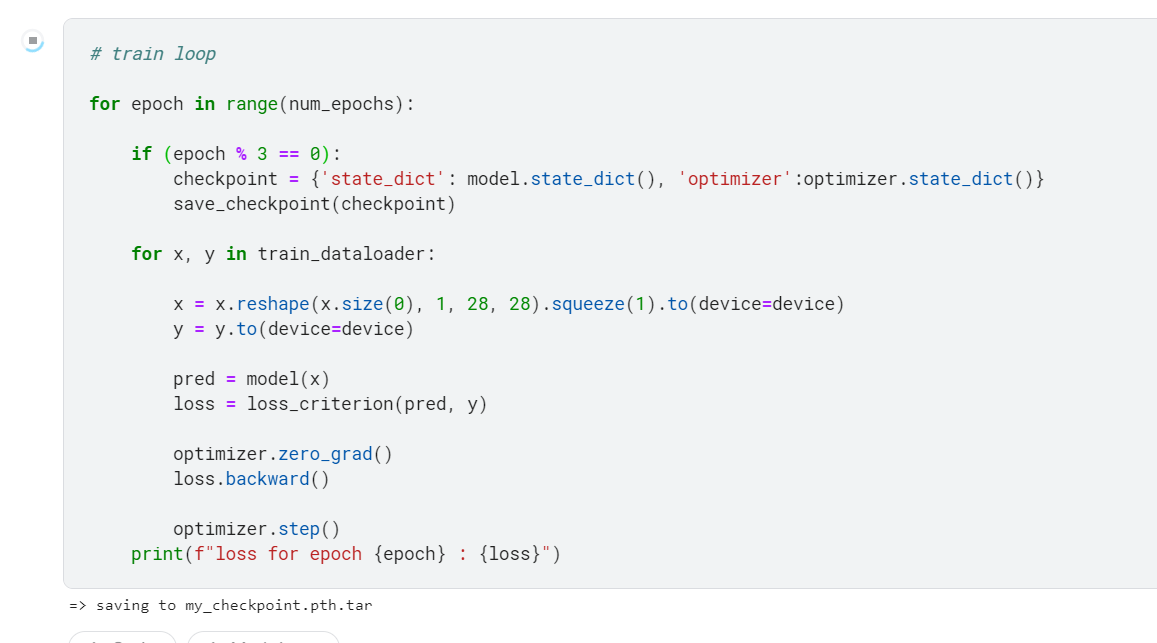 # train loop
for epoch in range(num_epochs):
    if (epoch % 3 == 0):
        checkpoint = {'state_dict': model.state_dict(), 'optimizer':optimizer.state_dict()}
        save_checkpoint(checkpoint)
    for x, y in train_dataloader:
        x = x.reshape(x.size(0), 1, 28, 28).squeeze(1).to(device=device)
        y = y.to(device=device)
        pred = model(x)
        loss = loss_criterion(pred, y)
        optimizer.zero_grad()
        loss.backward()
        optimizer.step()
    print(f"loss for epoch {epoch} : {loss}")
=> saving to my_checkpoint.pth.tar